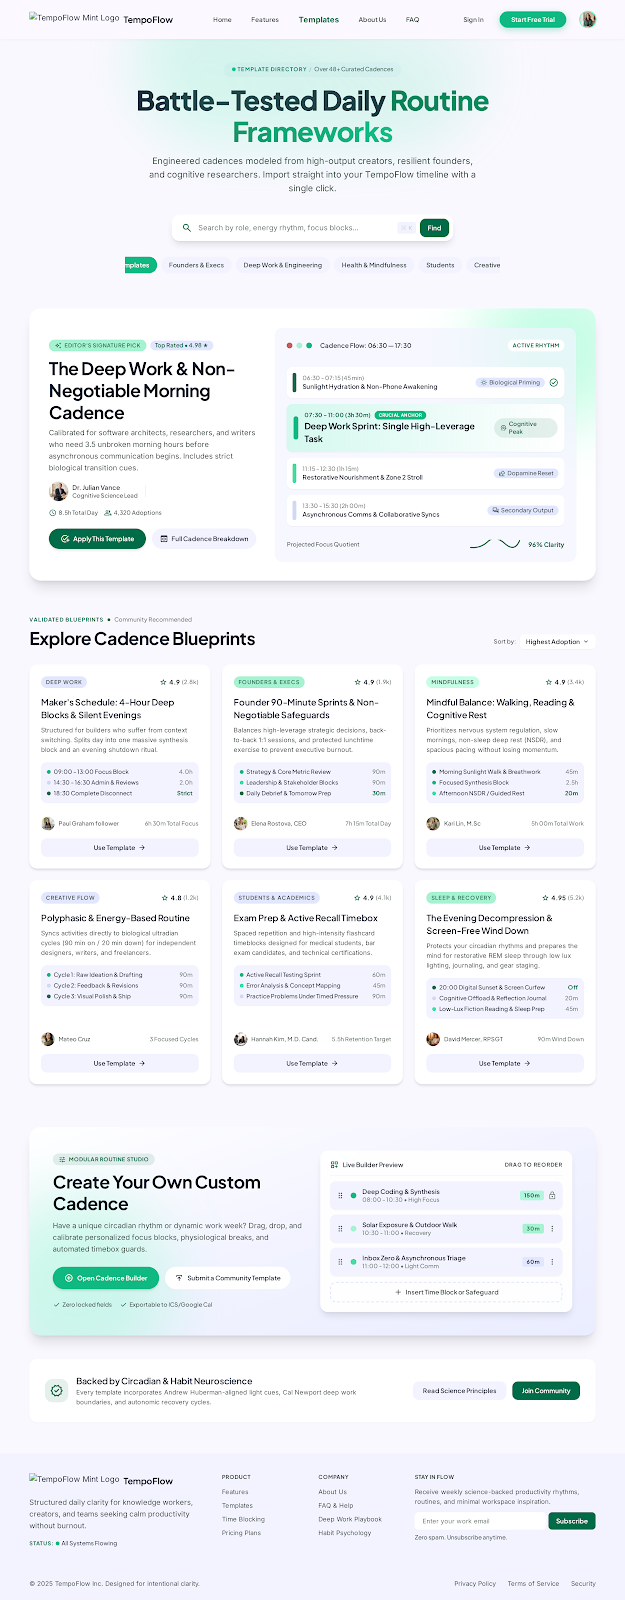 TempoFlow Mint Logo TempoFlow
Home Features Templates About Us FAQ Sign In Start Free Trial
TEMPLATE DIRECTORY / Over 48+ Curated Cadences
Battle-Tested Daily Routine
Frameworks
Engineered cadences modeled from high-output creators, resilient founders,
and cognitive researchers. Import straight into your TempoFlow timeline with a
single click.
Search by role, energy rhythm, focus blocks... Find
mplates Founders & Execs Deep Work & Engineering Health & Mindfulness Students Creative
EDITOR'S SIGNATURE PICK Top Rated • 4.98 ★
The Deep Work & Non-
Negotiable Morning
Cadence
Calibrated for software architects, researchers, and writers
who need 3.5 unbroken morning hours before
asynchronous communication begins. Includes strict
biological transition cues.
Dr. Julian Vance
Cognitive Science Lead
8.5h Total Day 4,320 Adoptions
Apply This Template Full Cadence Breakdown
Cadence Flow: 06:30 — 17:30 ACTIVE RHYTHM
06:30 - 07:15 (45 min)
Sunlight Hydration & Non-Phone Awakening
Biological Priming
07:30 - 11:00 (3h 30m) CRUCIAL ANCHOR
Deep Work Sprint: Single High-Leverage
Task
Cognitive
Peak
11:15 - 12:30 (1h 15m)
Restorative Nourishment & Zone 2 Stroll
Dopamine Reset
13:30 - 15:30 (2h 00m)
Asynchronous Comms & Collaborative Syncs
Secondary Output
Projected Focus Quotient 96% Clarity
VALIDATED BLUEPRINTS • Community Recommended
Explore Cadence Blueprints
Sort by: Highest Adoption
DEEP WORK 4.9 (2.8k)
Maker's Schedule: 4-Hour Deep
Blocks & Silent Evenings
Structured for builders who suffer from context
switching. Splits day into one massive synthesis
block and an evening shutdown ritual.
09:00 - 13:00 Focus Block 4.0h
14:30 - 16:30 Admin & Reviews 2.0h
18:30 Complete Disconnect Strict
Paul Graham follower 6h 30m Total Focus
Use Template →
FOUNDERS & EXECS 4.9 (1.9k)
Founder 90-Minute Sprints & Non-
Negotiable Safeguards
Balances high-leverage strategic decisions, back-
to-back 1:1 sessions, and protected lunchtime
exercise to prevent executive burnout.
Strategy & Core Metric Review 90m
Leadership & Stakeholder Blocks 90m
Daily Debrief & Tomorrow Prep 30m
Elena Rostova, CEO 7h 15m Total Day
Use Template →
MINDFULNESS 4.9 (3.4k)
Mindful Balance: Walking, Reading &
Cognitive Rest
Prioritizes nervous system regulation, slow
mornings, non-sleep deep rest (NSDR), and
spacious pacing without losing momentum.
Morning Sunlight Walk & Breathwork 45m
Focused Synthesis Block 2.5h
Afternoon NSDR / Guided Rest 20m
Kai Lin, M.Sc 5h 00m Total Work
Use Template →
CREATIVE FLOW 4.8 (1.2k)
Polyphasic & Energy-Based Routine
Syncs activities directly to biological ultradian
cycles (90 min on / 20 min down) for independent
designers, writers, and freelancers.
Cycle 1: Raw Ideation & Drafting 90m
Cycle 2: Feedback & Revisions 90m
Cycle 3: Visual Polish & Ship 90m
Mateo Cruz 3 Focused Cycles
Use Template →
STUDENTS & ACADEMICS 4.9 (4.1k)
Exam Prep & Active Recall Timebox
Spaced repetition and high-intensity flashcard
timeblocks designed for medical students, bar
exam candidates, and technical certifications.
Active Recall Testing Sprint 60m
Error Analysis & Concept Mapping 45m
Practice Problems Under Timed Pressure 90m
Hannah Kim, M.D. Cand. 5.5h Retention Target
Use Template →
SLEEP & RECOVERY 4.95 (5.2k)
The Evening Decompression &
Screen-Free Wind Down
Protects your circadian rhythms and prepares the
mind for restorative REM sleep through low lux
lighting, journaling, and gear staging.
20:00 Digital Sunset & Screen Curfew Off
Cognitive Offload & Reflection Journal 20m
Low-Lux Fiction Reading & Sleep Prep 45m
David Mercer, RPSGT 90m Wind Down
Use Template →
MODULAR ROUTINE STUDIO
Create Your Own Custom
Cadence
Have a unique circadian rhythm or dynamic work week? Drag, drop, and
calibrate personalized focus blocks, physiological breaks, and
automated timebox guards.
Open Cadence Builder Submit a Community Template
Zero locked fields Exportable to ICS/Google Cal
Live Builder Preview DRAG TO REORDER
Deep Coding & Synthesis
08:00 - 10:30 • High Focus
150m
Solar Exposure & Outdoor Walk
10:30 - 11:00 • Recovery
30m
Inbox Zero & Asynchronous Triage
11:00 - 12:00 • Light Comm
60m
+ Insert Time Block or Safeguard
Backed by Circadian & Habit Neuroscience
Every template incorporates Andrew Huberman-aligned light cues, Cal Newport deep work
boundaries, and autonomic recovery cycles.
Read Science Principles Join Community
TempoFlow Mint Logo TempoFlow
Structured daily clarity for knowledge workers,
creators, and teams seeking calm productivity
without burnout.
STATUS: All Systems Flowing
PRODUCT
Features
Templates
Time Blocking
Pricing Plans
COMPANY
About Us
FAQ & Help
Deep Work Playbook
Habit Psychology
STAY IN FLOW
Receive weekly science-backed productivity rhythms,
routines, and minimal workspace inspiration.
Enter your work email Subscribe
Zero spam. Unsubscribe anytime.
© 2025 TempoFlow Inc. Designed for intentional clarity.
Privacy Policy Terms of Service Security